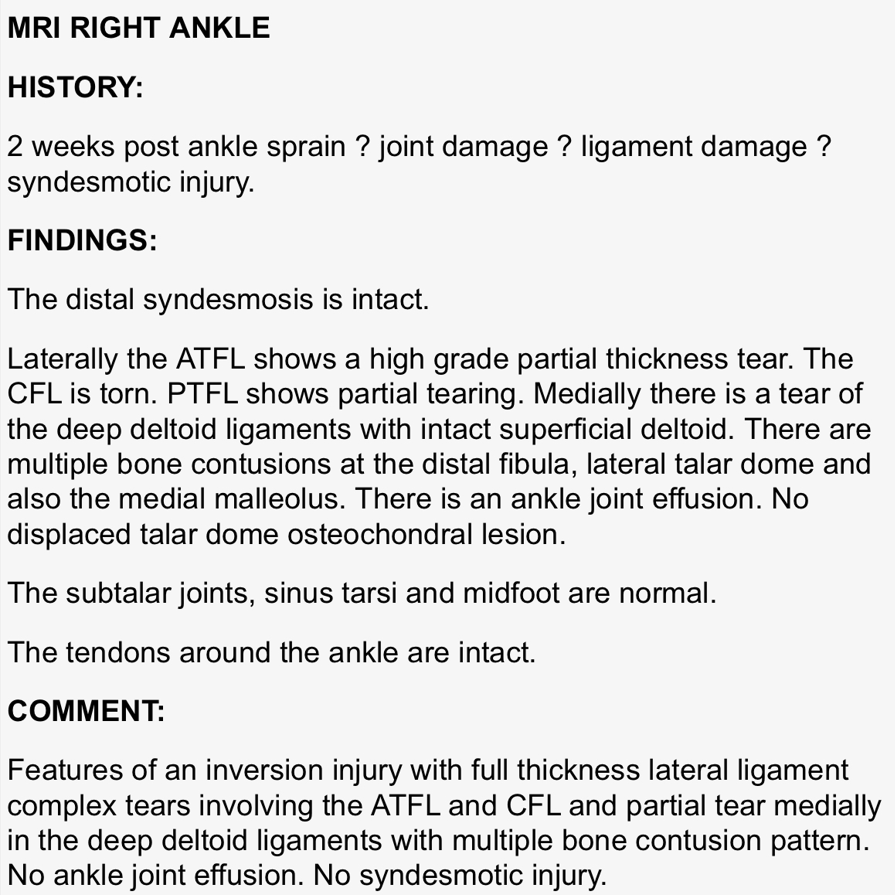 MRI RIGHT ANKLE
HISTORY:
2 weeks post ankle sprain ? joint damage ? ligament damage ?
syndesmotic injury.
FINDINGS:
The distal syndesmosis is intact.
Laterally the ATFL shows a high grade partial thickness tear. The
CFL is torn. PTFL shows partial tearing. Medially there is a tear of
the deep deltoid ligaments with intact superficial deltoid. There are
multiple bone contusions at the distal fibula, lateral talar dome and
also the medial malleolus. There is an ankle joint effusion. No
displaced talar dome osteochondral lesion.
The subtalar joints, sinus tarsi and midfoot are normal.
The tendons around the ankle are intact.
COMMENT:
Features of an inversion injury with full thickness lateral ligament
complex tears involving the ATFL and CFL and partial tear medially
in the deep deltoid ligaments with multiple bone contusion pattern.
No ankle joint effusion. No syndesmotic injury.